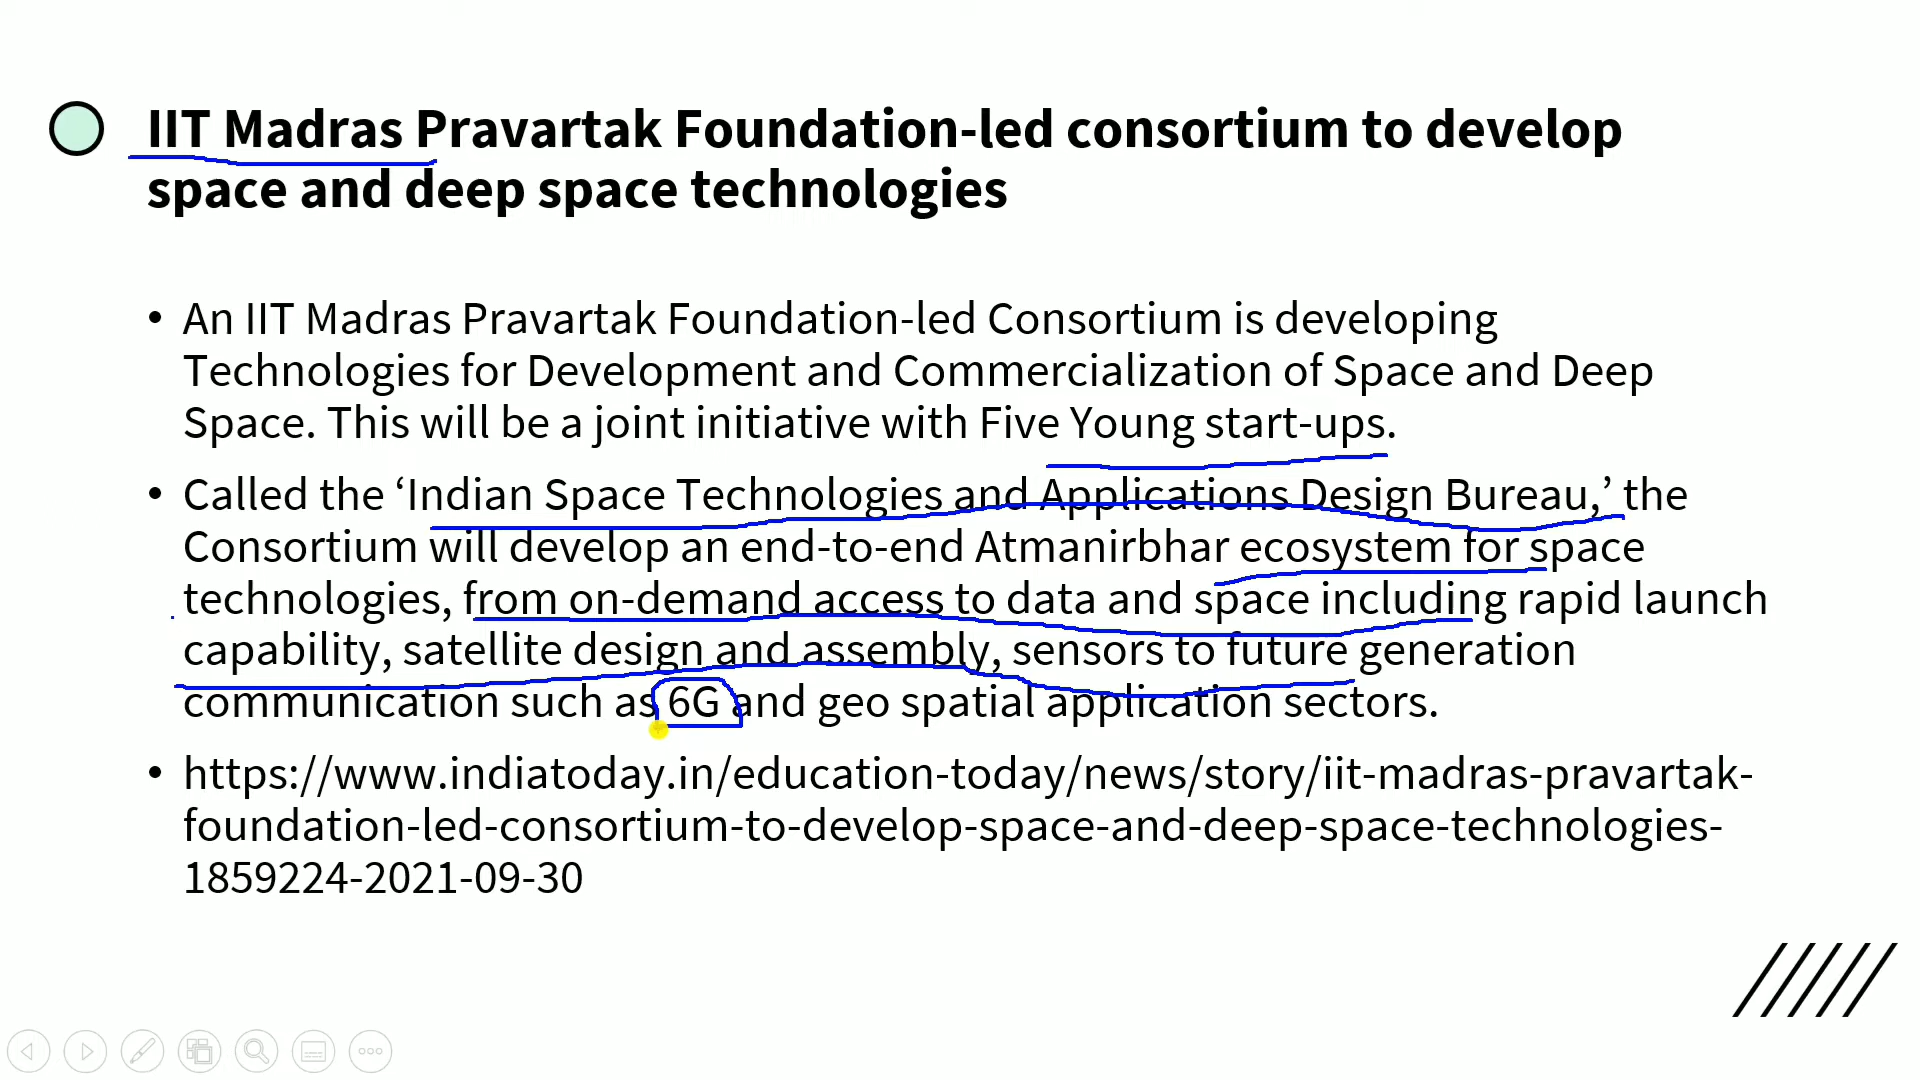 IIT Madras Pravartak Foundation-led consortium to develop
space and deep space technologies
• An IIT Madras Pravartak Foundation-led Consortium is developing
Technologies for Development and Commercialization of Space and Deep
Space. This will be a joint initiative with Five Young start-ups.
• Called the ‘Indian Space Technologies and Applications Design Bureau,’ the
Consortium will develop an end-to-end Atmanirbhar ecosystem for space
technologies, from on-demand access to data and space including rapid launch
capability, satellite design and assembly, sensors to future generation
communication such as 6G and geo spatial application sectors.
• https://www.indiatoday.in/education-today/news/story/iit-madras-pravartak-
foundation-led-consortium-to-develop-space-and-deep-space-technologies-
1859224-2021-09-30